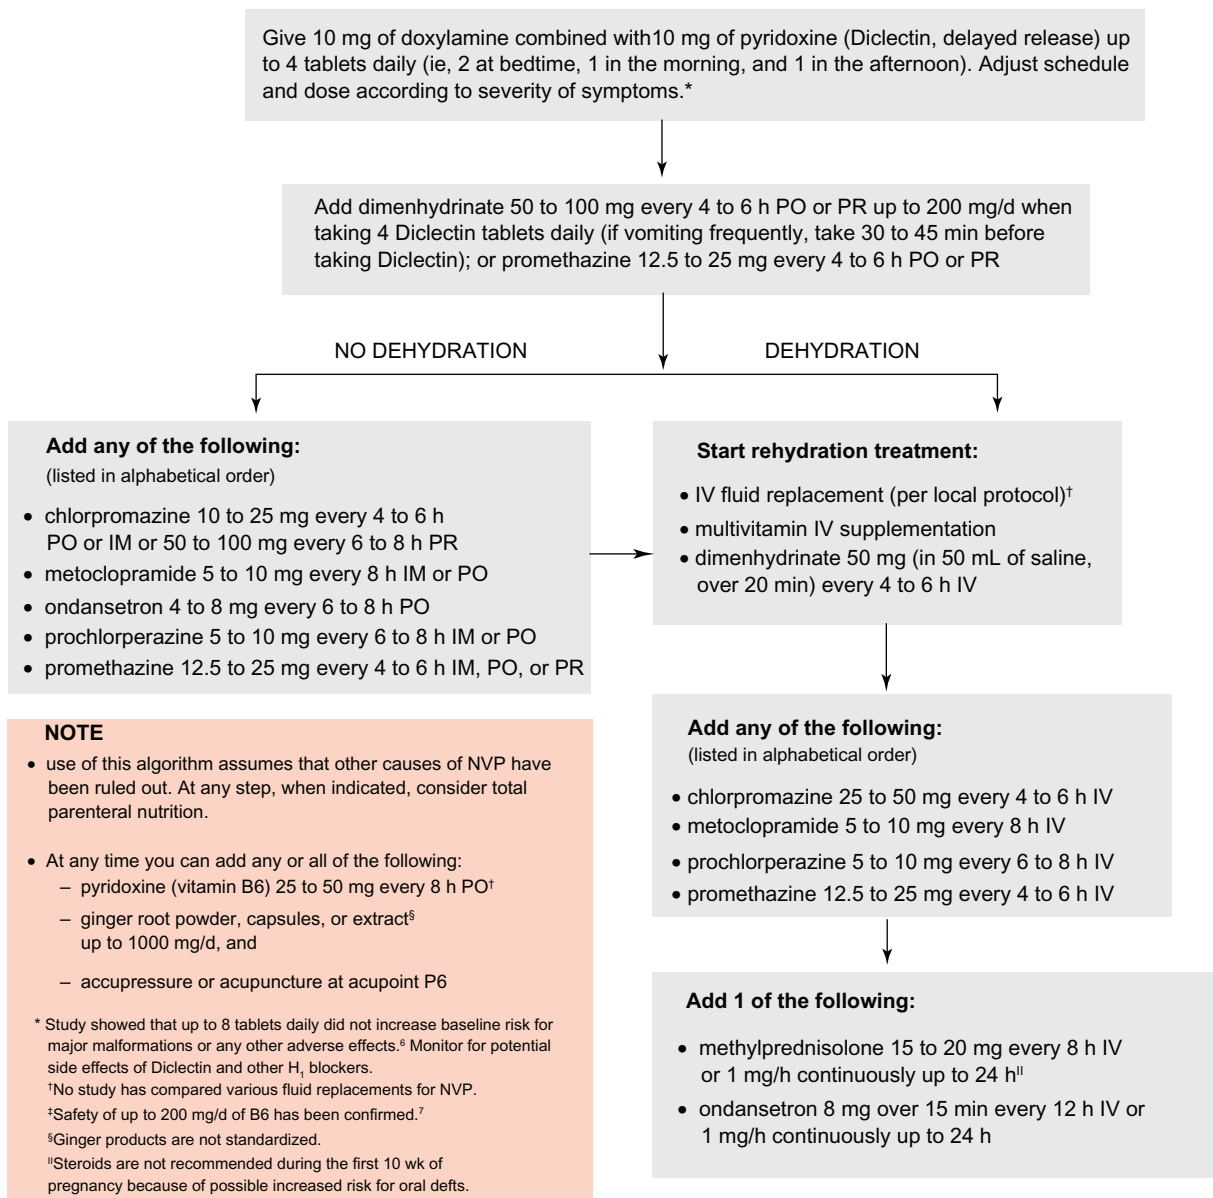 Give 10 mg of doxylamine combined with10 mg of pyridoxine (Diclectin, delayed release) up
to 4 tablets daily (ie, 2 at bedtime, 1 in the morning, and 1 in the afternoon). Adjust schedule
and dose according to severity of symptoms.*
Add dimenhydrinate 50 to 100 mg every 4 to 6 h PO or PR up to 200 mg/d when
taking 4 Diclectin tablets daily (if vomiting frequently, take 30 to 45 min before
taking Diclectin); or promethazine 12.5 to 25 mg every 4 to 6 h PO or PR
NO DEHYDRATION
DEHYDRATION
Add any of the following:
(listed in alphabetical order)
• chlorpromazine 10 to 25 mg every 4 to 6 h
PO or IM or 50 to 100 mg every 6 to 8 h PR
• metoclopramide 5 to 10 mg every 8 h IM or PO
• ondansetron 4 to 8 mg every 6 to 8 h PO
• prochlorperazine 5 to 10 mg every 6 to 8 h IM or PO
• promethazine 12.5 to 25 mg every 4 to 6 h IM, PO, or PR
Start rehydration treatment:
• IV fluid replacement (per local protocol)†
• multivitamin IV supplementation
• dimenhydrinate 50 mg (in 50 mL of saline,
over 20 min) every 4 to 6 h IV
Add any of the following:
(listed in alphabetical order)
• chlorpromazine 25 to 50 mg every 4 to 6 h IV
• metoclopramide 5 to 10 mg every 8 h IV
• prochlorperazine 5 to 10 mg every 6 to 8 h IV
• promethazine 12.5 to 25 mg every 4 to 6 h IV
Add 1 of the following:
• methylprednisolone 15 to 20 mg every 8 h IV
or 1 mg/h continuously up to 24 h||
• ondansetron 8 mg over 15 min every 12 h IV or
1 mg/h continuously up to 24 h
NOTE
• use of this algorithm assumes that other causes of NVP have
been ruled out. At any step, when indicated, consider total
parenteral nutrition.
• At any time you can add any or all of the following:
– pyridoxine (vitamin B6) 25 to 50 mg every 8 h PO†
– ginger root powder, capsules, or extract§
up to 1000 mg/d, and
– accupressure or acupuncture at acupoint P6
* Study showed that up to 8 tablets daily did not increase baseline risk for
major malformations or any other adverse effects.⁶ Monitor for potential
side effects of Diclectin and other H₁ blockers.
†No study has compared various fluid replacements for NVP.
‡Safety of up to 200 mg/d of B6 has been confirmed.⁷
§Ginger products are not standardized.
||Steroids are not recommended during the first 10 wk of
pregnancy because of possible increased risk for oral defts.